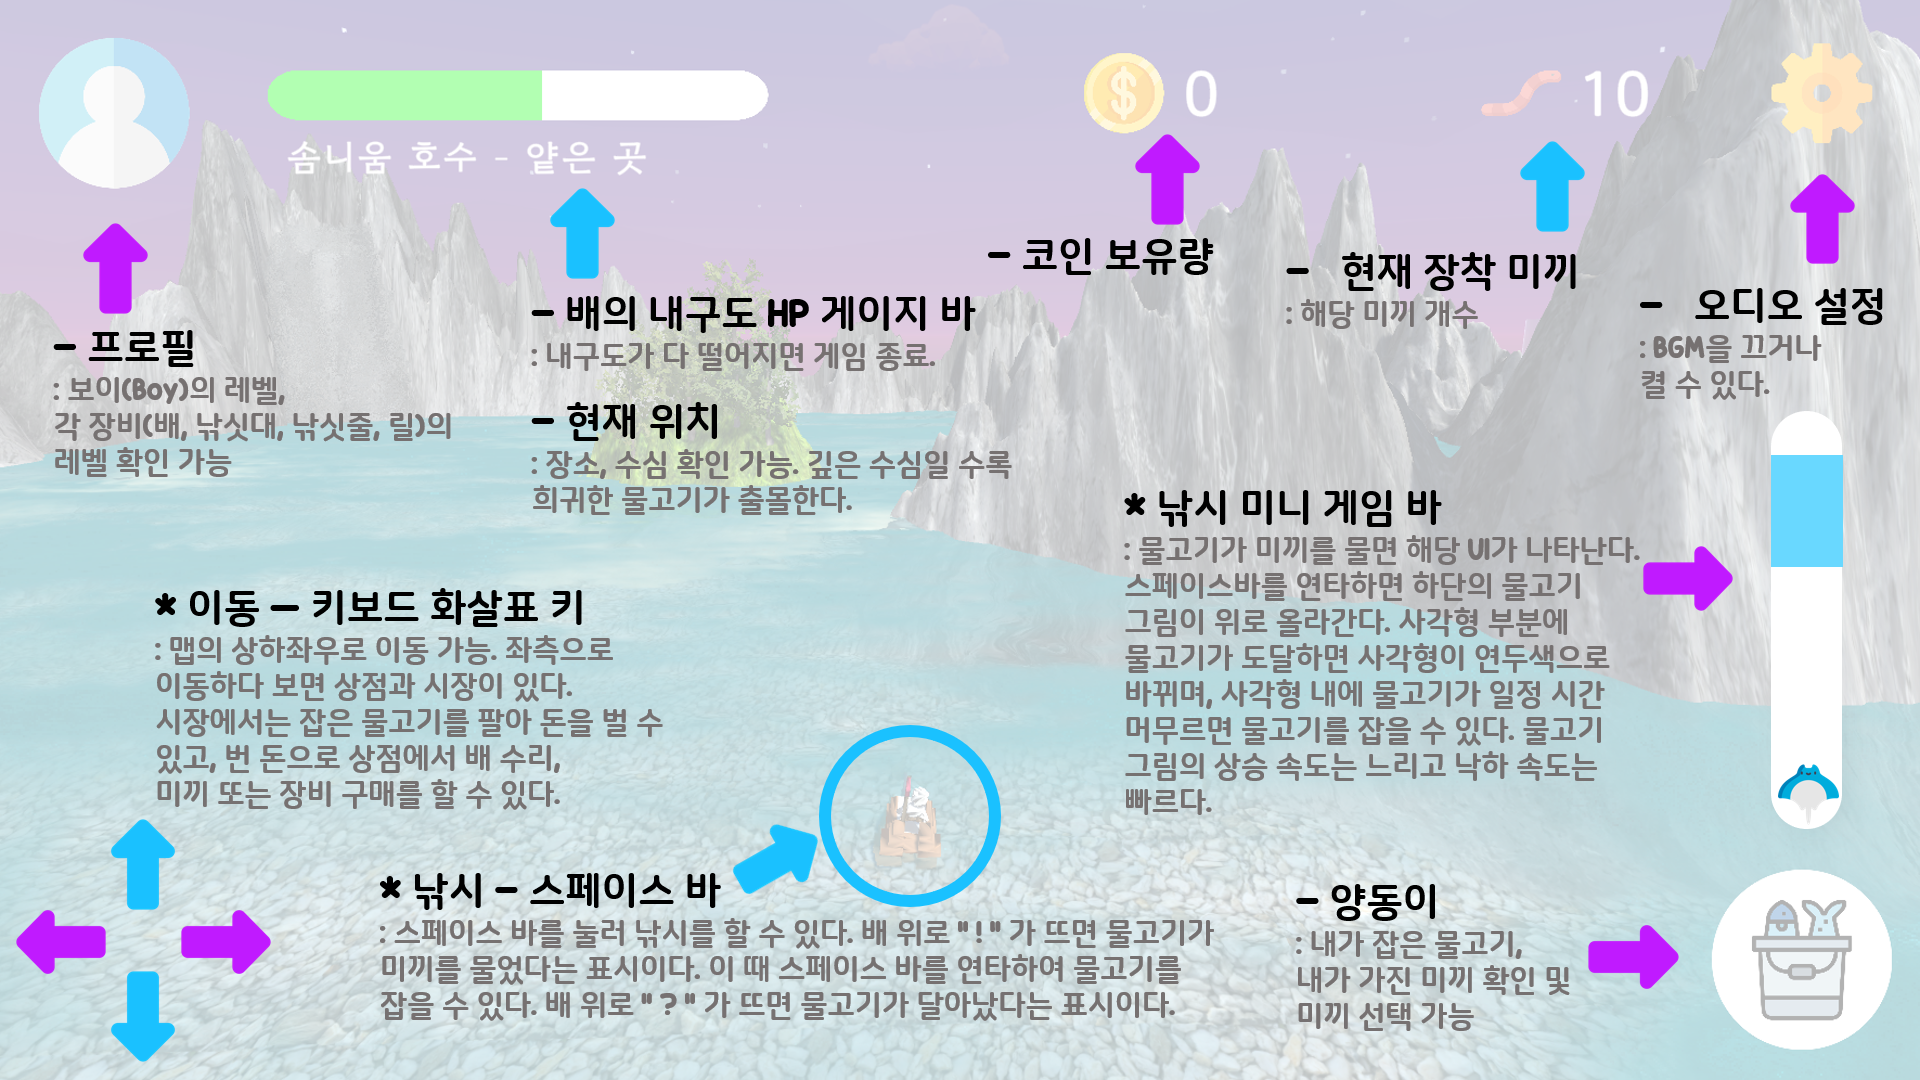 0
10
솜니움 호수 - 얕은 곳
- 프로필
: 보이(Boy)의 레벨,
각 장비(배, 낚싯대, 낚싯줄, 릴)의
레벨 확인 가능
- 배의 내구도 HP 게이지 바
: 내구도가 다 떨어지면 게임 종료.
- 현재 위치
: 장소, 수심 확인 가능. 깊은 수심일 수록
희귀한 물고기가 출몰한다.
- 코인 보유량
- 현재 장착 미끼
: 해당 미끼 개수
- 오디오 설정
: BGM을 끄거나
켤 수 있다.
* 낚시 미니 게임 바
: 물고기가 미끼를 물면 해당 UI가 나타난다.
스페이스바를 연타하면 하단의 물고기
그림이 위로 올라간다. 사각형 부분에
물고기가 도달하면 사각형이 연두색으로
바뀌며, 사각형 내에 물고기가 일정 시간
머무르면 물고기를 잡을 수 있다. 물고기
그림의 상승 속도는 느리고 낙하 속도는
빠르다.
* 이동 - 키보드 화살표 키
: 맵의 상하좌우로 이동 가능. 좌측으로
이동하다 보면 상점과 시장이 있다.
시장에서는 잡은 물고기를 팔아 돈을 벌 수
있고, 번 돈으로 상점에서 배 수리,
미끼 또는 장비 구매를 할 수 있다.
* 낚시 - 스페이스 바
: 스페이스 바를 눌러 낚시를 할 수 있다. 배 위로 " ! " 가 뜨면 물고기가
미끼를 물었다는 표시이다. 이 때 스페이스 바를 연타하여 물고기를
잡을 수 있다. 배 위로 " ? " 가 뜨면 물고기가 달아났다는 표시이다.
- 양동이
: 내가 잡은 물고기,
내가 가진 미끼 확인 및
미끼 선택 가능